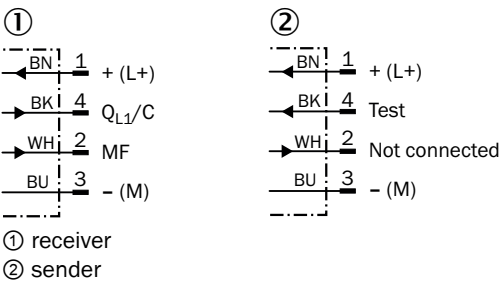 ①
BN 1 + (L+)
BK 4 QL1/C
WH 2 MF
BU 3 – (M)
②
BN 1 + (L+)
BK 4 Test
WH 2 Not connected
BU 3 – (M)
① receiver
② sender